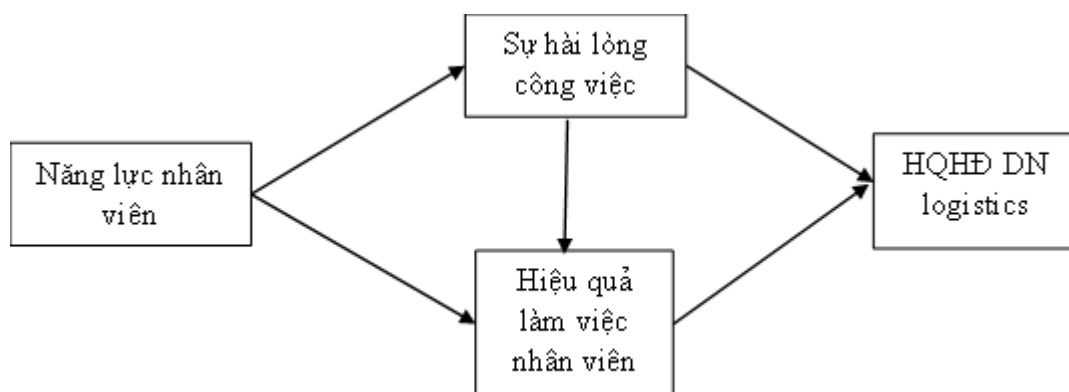 Sự hài lòng
công việc
Năng lực nhân
viên
HQHĐ DN
logistics
Hiệu quả
làm việc
nhân viên